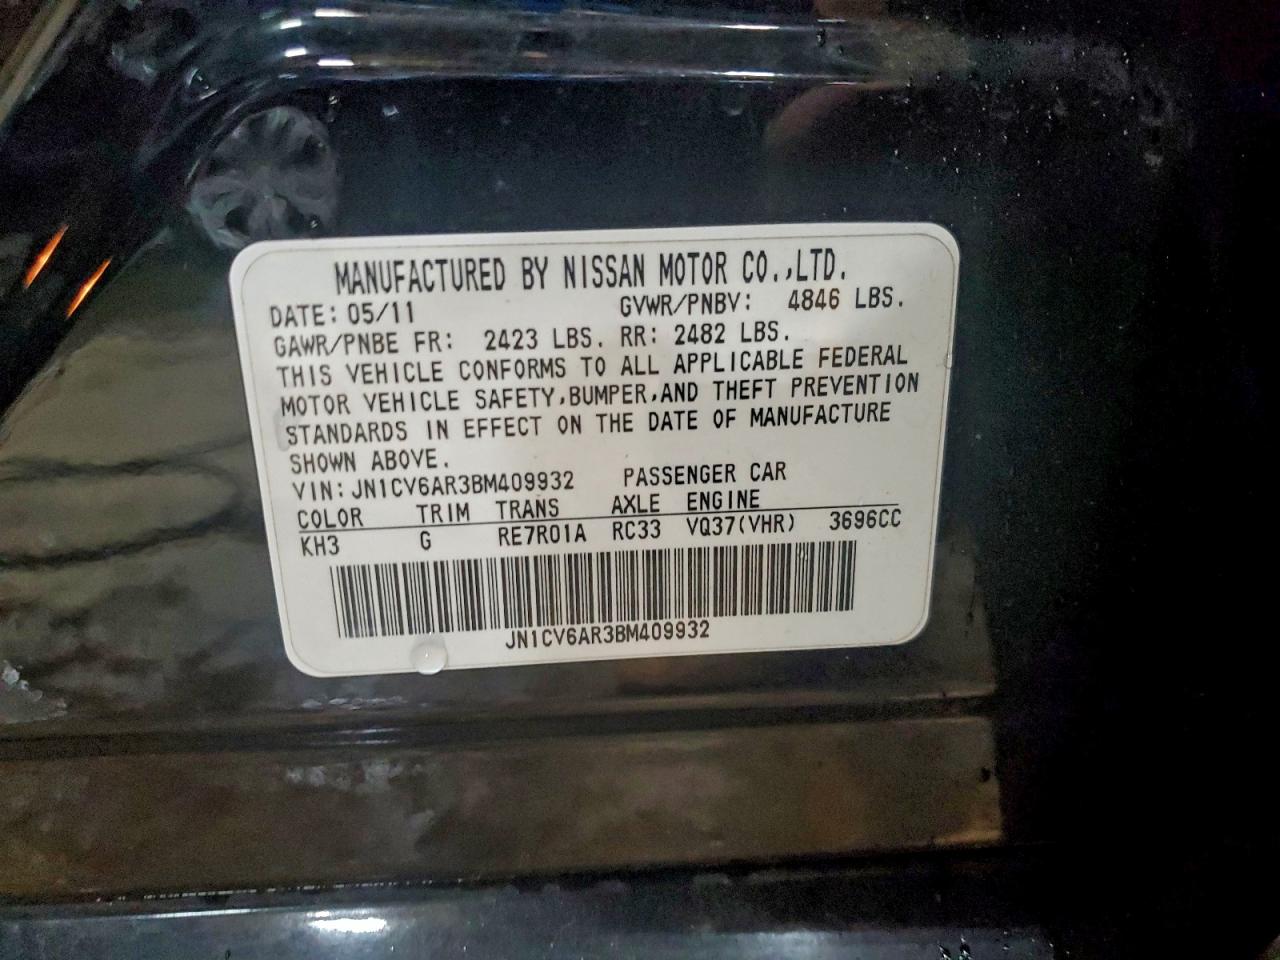 MANUFACTURED BY NISSAN MOTOR CO.,LTD.
DATE: 05/11 GVWR/PNBV: 4846 LBS.
GAWR/PNBE FR: 2423 LBS. RR: 2482 LBS.
THIS VEHICLE CONFORMS TO ALL APPLICABLE FEDERAL
MOTOR VEHICLE SAFETY,BUMPER,AND THEFT PREVENTION
STANDARDS IN EFFECT ON THE DATE OF MANUFACTURE
SHOWN ABOVE.
VIN: JN1CV6AR3BM409932 PASSENGER CAR
COLOR TRIM TRANS AXLE ENGINE
KH3 G RE7R01A RC33 VQ37(VHR) 3696CC
JN1CV6AR3BM409932